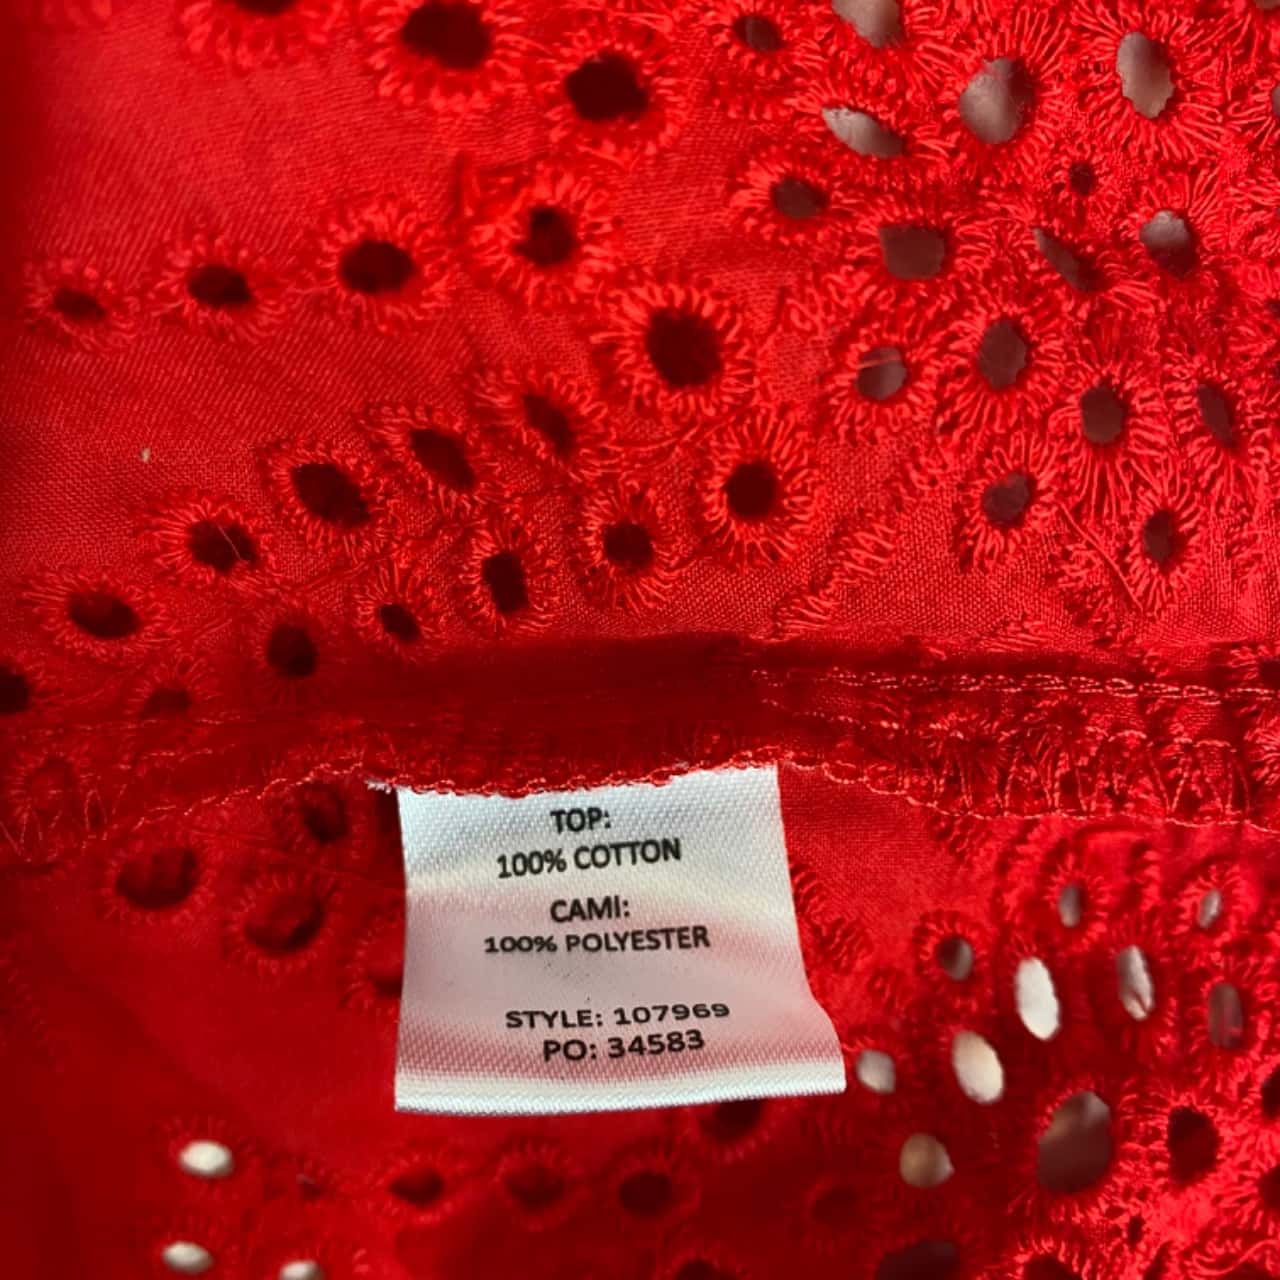 TOP:
100% COTTON
CAMI:
100% POLYESTER
STYLE: 107969
PO: 34583